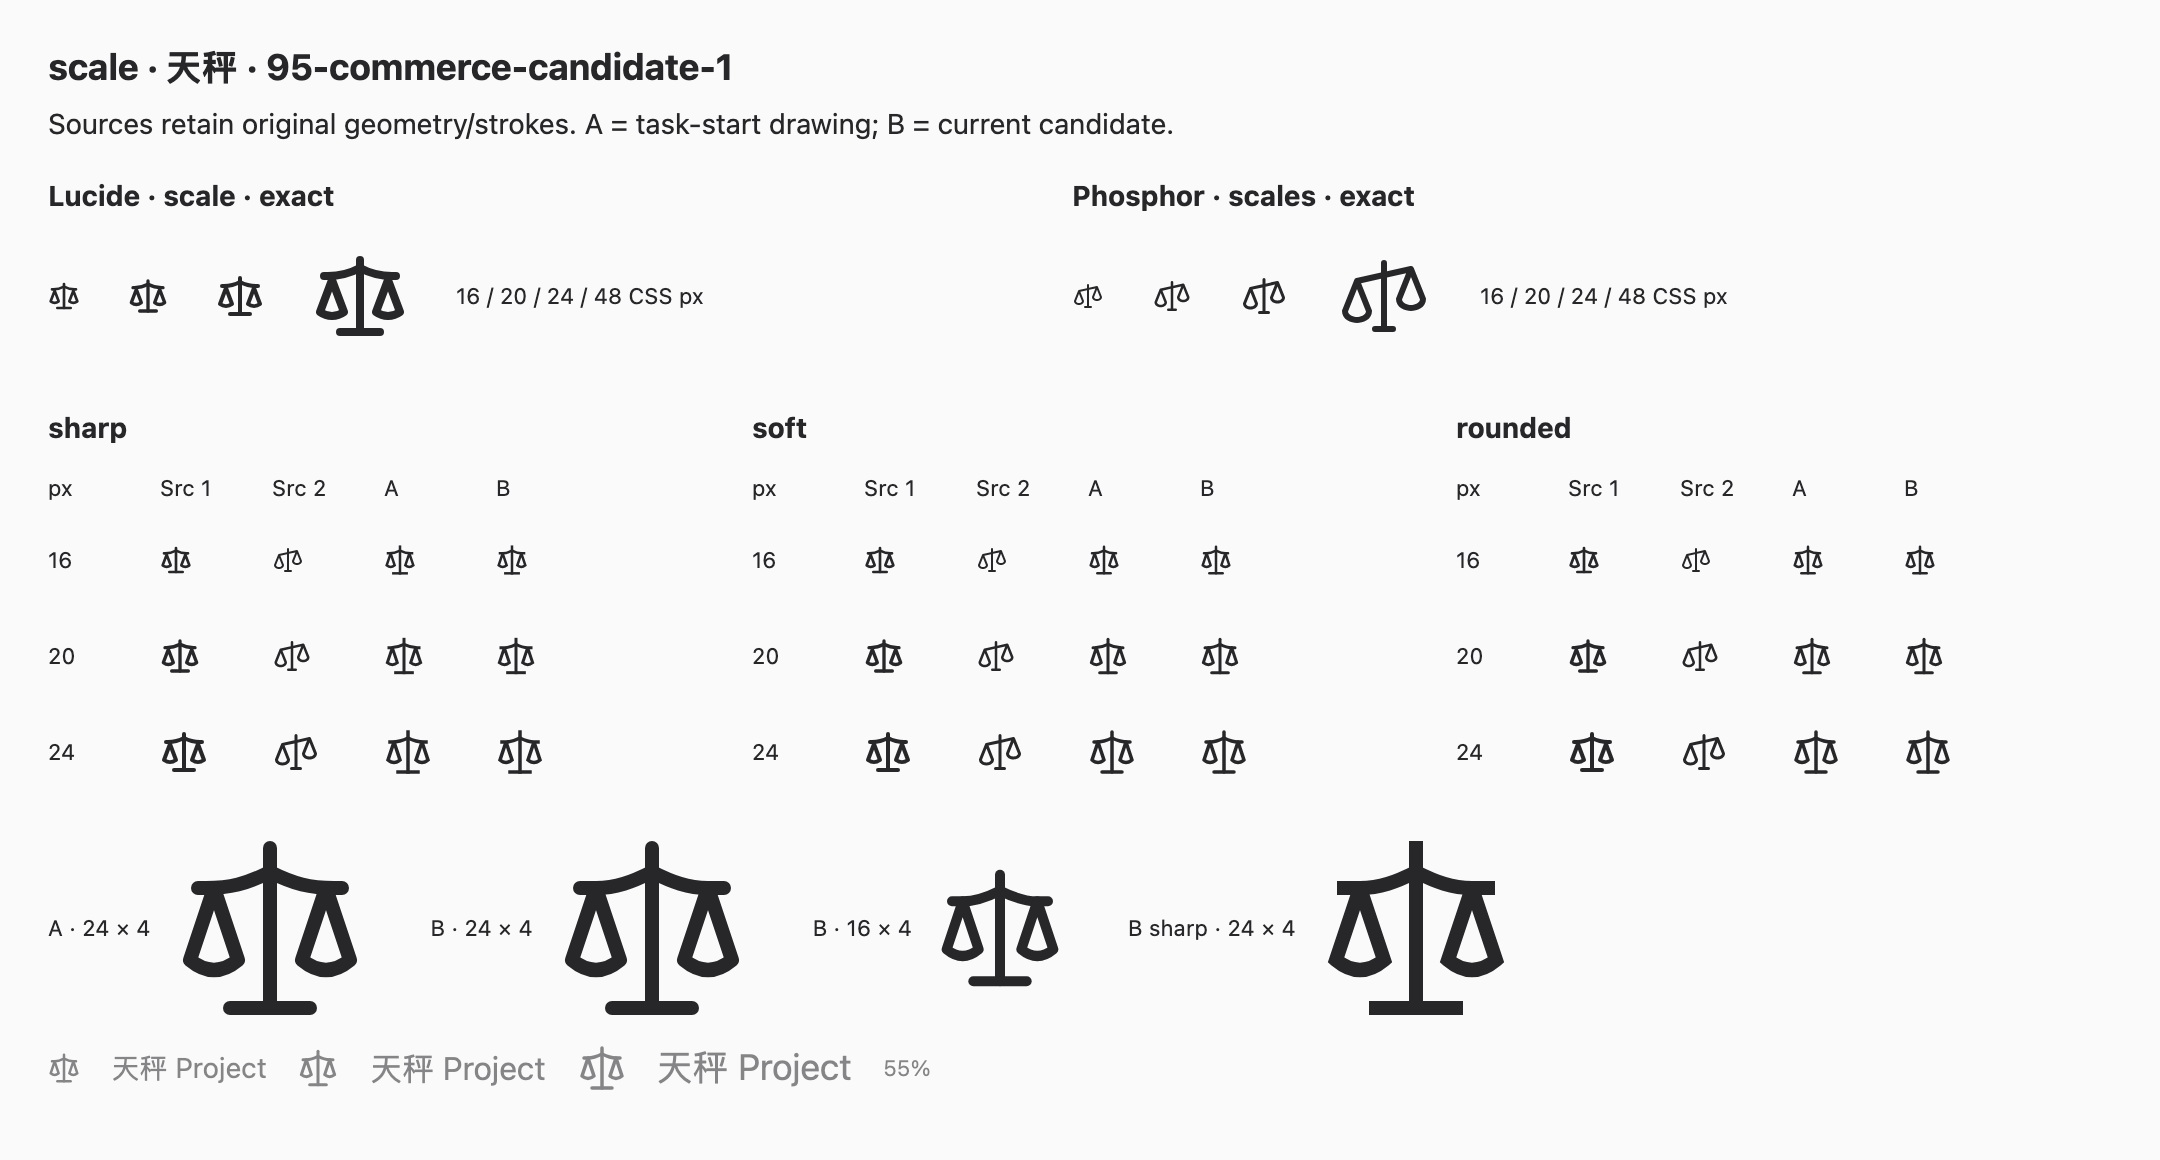 scale · 天秤 · 95-commerce-candidate-1
Sources retain original geometry/strokes. A = task-start drawing; B = current candidate.
Lucide · scale · exact
Phosphor · scales · exact
16 / 20 / 24 / 48 CSS px
16 / 20 / 24 / 48 CSS px
sharp
soft
rounded
px Src 1 Src 2 A B
px Src 1 Src 2 A B
px Src 1 Src 2 A B
16
16
16
20
20
20
24
24
24
A · 24 × 4
B · 24 × 4
B · 16 × 4
B sharp · 24 × 4
天秤 Project
天秤 Project
天秤 Project
55%